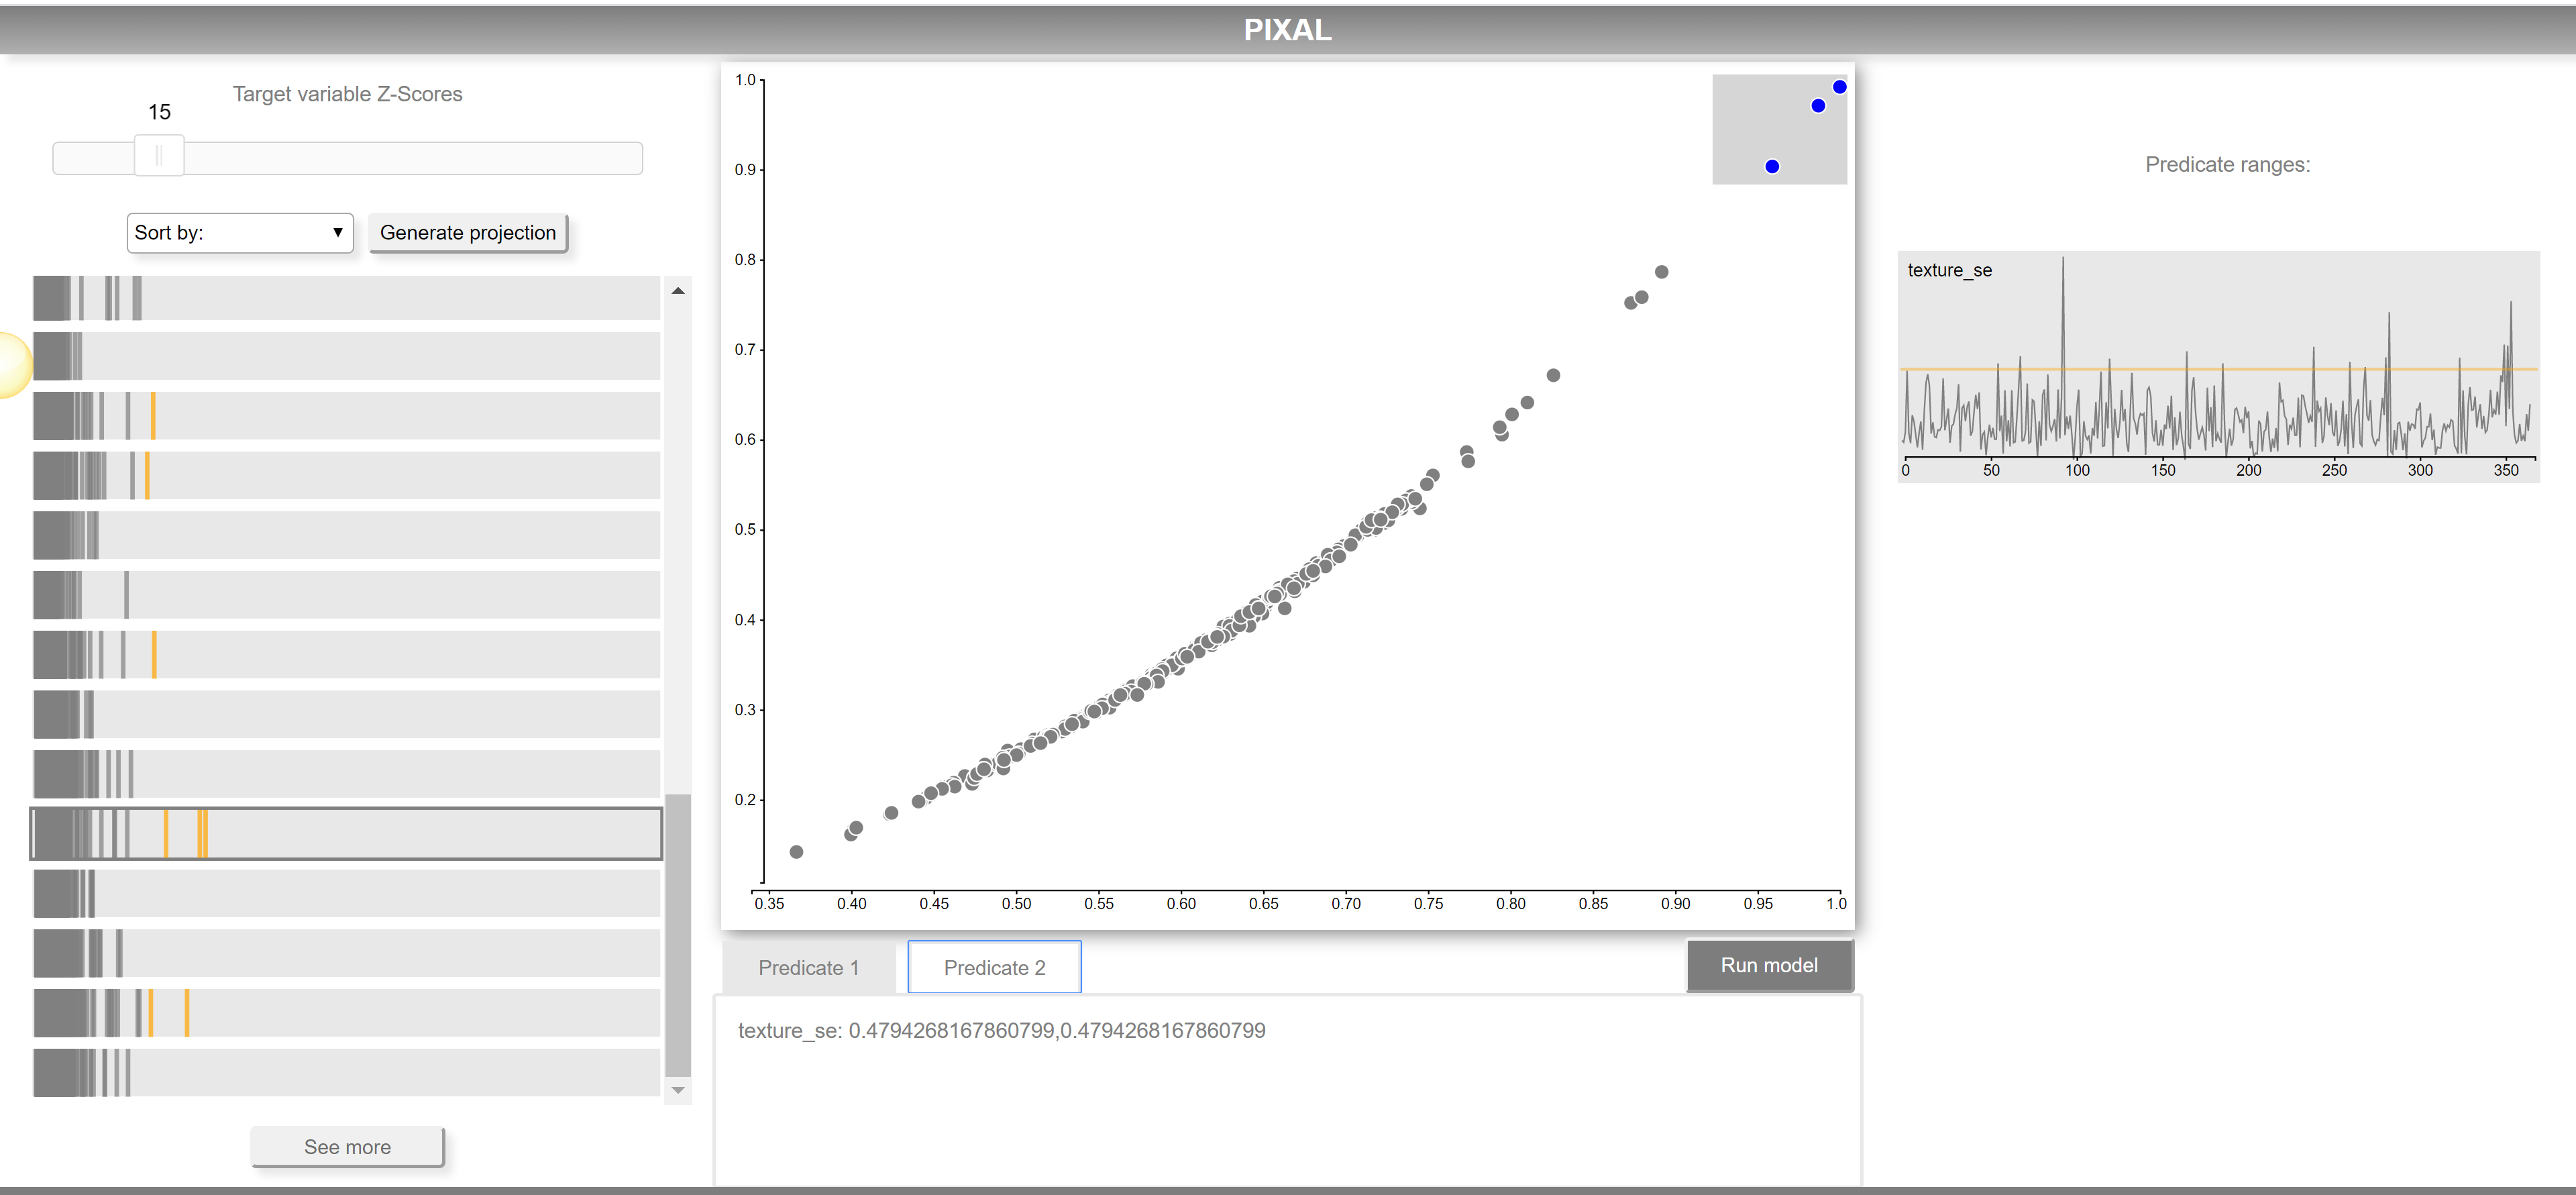 PIXAL
Target variable Z-Scores
15
Sort by:
Generate projection
See more
1.0
0.9
0.8
0.7
0.6
0.5
0.4
0.3
0.2
0.35 0.40 0.45 0.50 0.55 0.60 0.65 0.70 0.75 0.80 0.85 0.90 0.95 1.0
Predicate 1
Predicate 2
Run model
texture_se: 0.4794268167860799,0.4794268167860799
Predicate ranges:
texture_se
0 50 100 150 200 250 300 350